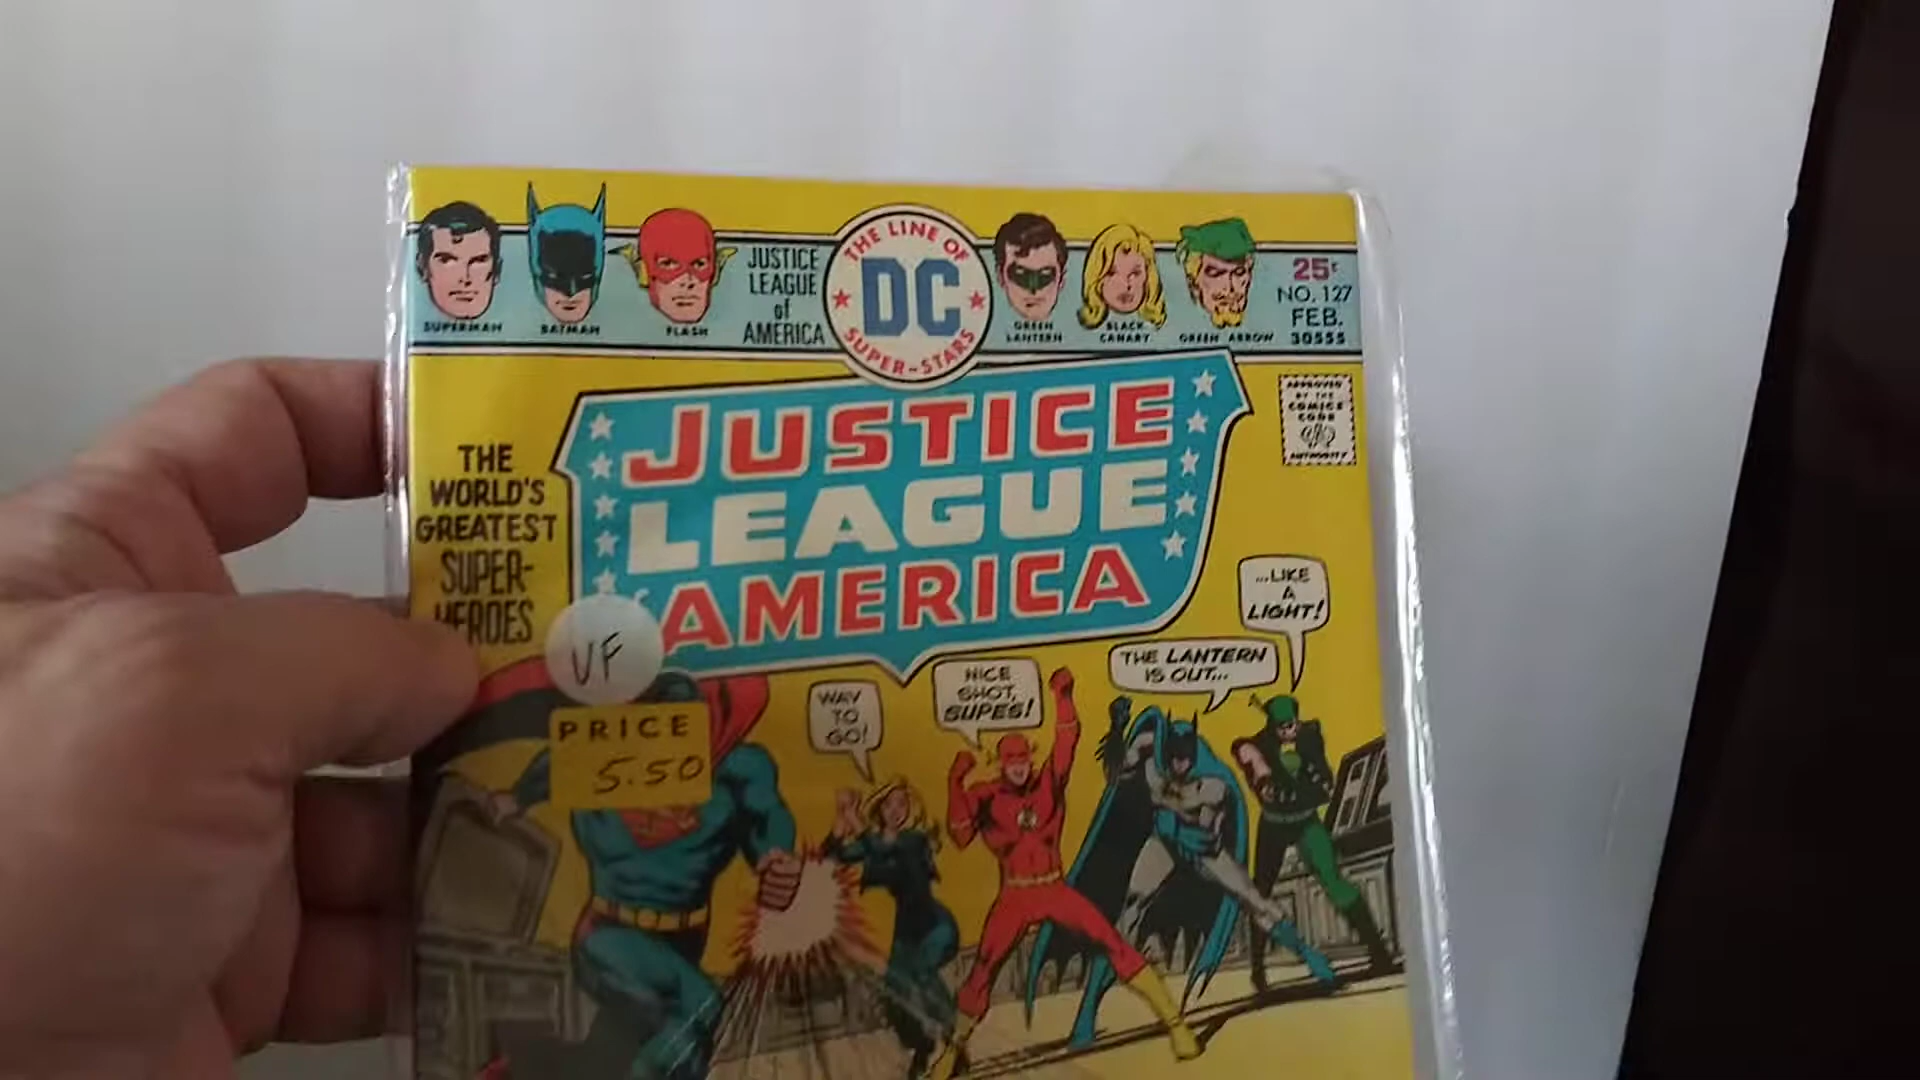 SUPERMAN
BATMAN
FLASH
JUSTICE
LEAGUE
of
AMERICA
THE LINE OF
DC
SUPER-STARS
GREEN
LANTERN
BLACK
CANARY
GREEN ARROW
25¢
NO. 127
FEB.
30555
APPROVED
BY THE
COMICS
CODE
AUTHORITY
THE
WORLD'S
GREATEST
SUPER-
HEROES
JUSTICE
LEAGUE
AMERICA
VF
PRICE
5.50
WAY
TO
GO!
NICE
SHOT,
SUPES!
THE LANTERN
IS OUT...
...LIKE
A
LIGHT!